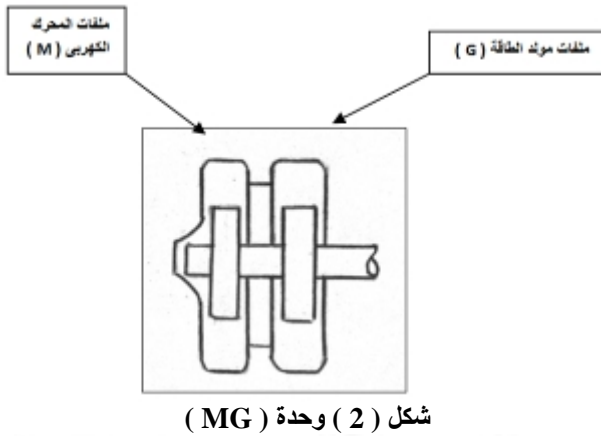 ملفات المحرك
الكهربى ( M )
ملفات مولد الطاقة ( G )
شكل ( 2 ) وحدة ( MG )